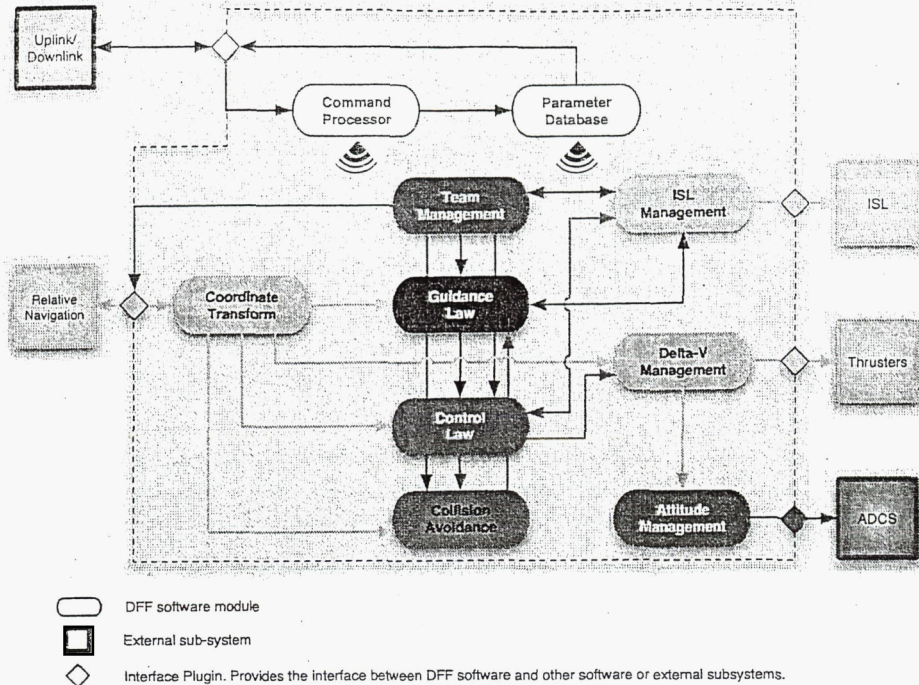 Uplink/
Downlink
Command
Processor
Parameter
Database
Team
Management
ISL
Management
ISL
Relative
Navigation
Coordinate
Transform
Guidance
Law
Delta-V
Management
Thrusters
Control
Law
Collision
Avoidance
Attitude
Management
ADCS
DFF software module
External sub-system
Interface Plugin. Provides the interface between DFF software and other software or external subsystems.